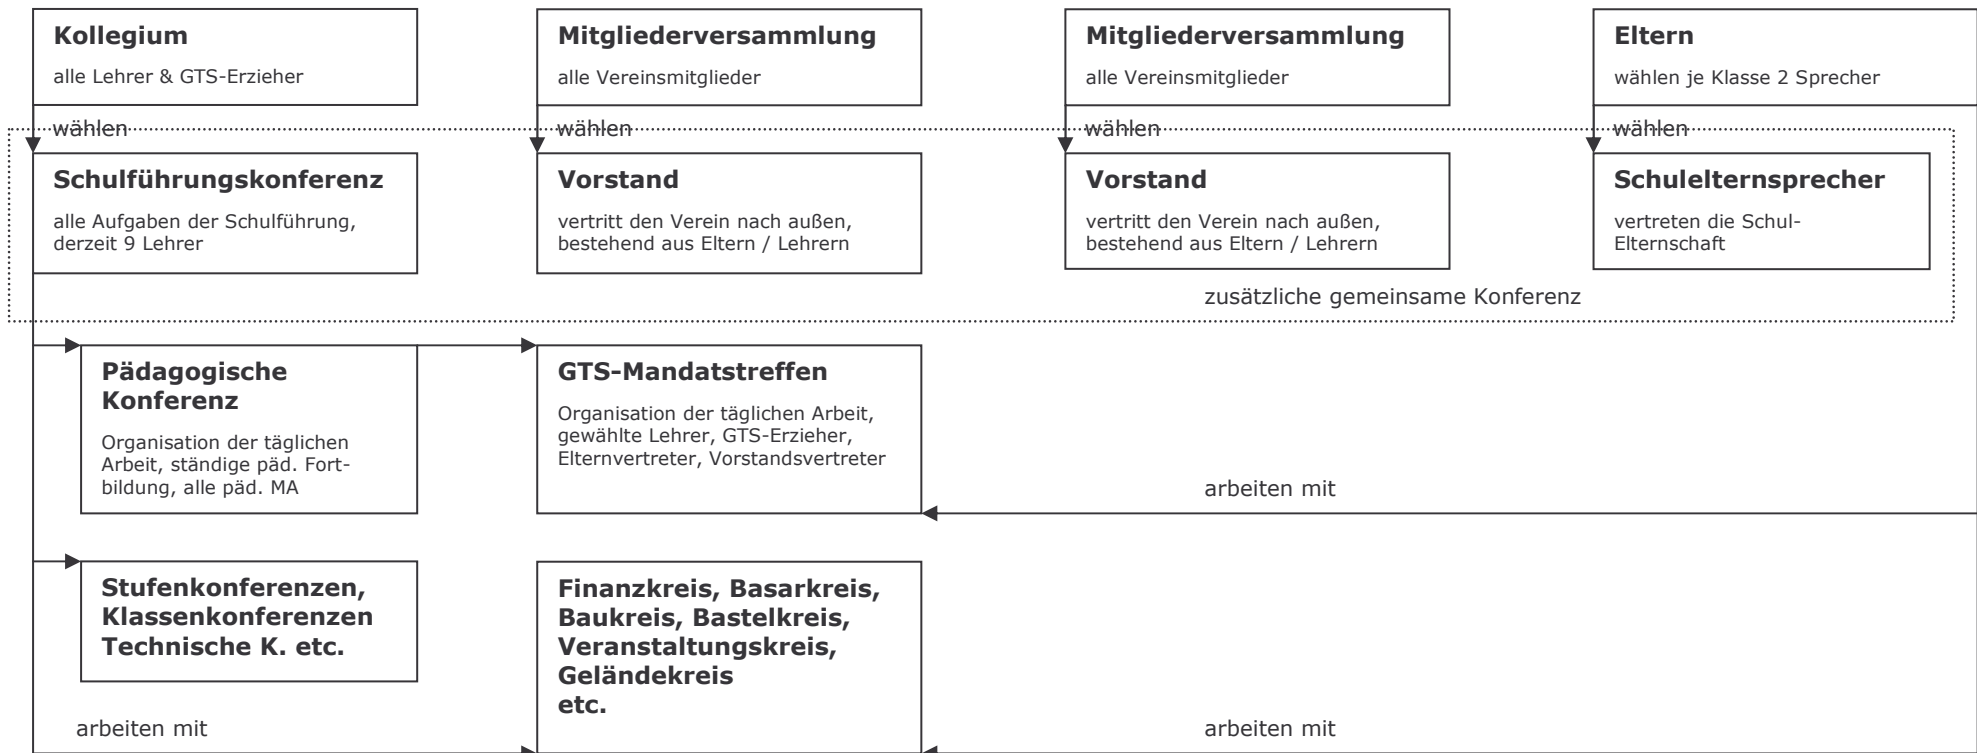 Kollegium
alle Lehrer & GTS-Erzieher
Mitgliederversammlung
alle Vereinsmitglieder
Mitgliederversammlung
alle Vereinsmitglieder
Eltern
wählen je Klasse 2 Sprecher
wählen
wählen
wählen
wählen
Schulführungskonferenz
alle Aufgaben der Schulführung,
derzeit 9 Lehrer
Vorstand
vertritt den Verein nach außen,
bestehend aus Eltern / Lehrern
Vorstand
vertritt den Verein nach außen,
bestehend aus Eltern / Lehrern
Schulelternsprecher
vertreten die Schul-
Elternschaft
zusätzliche gemeinsame Konferenz
Pädagogische
Konferenz
Organisation der täglichen
Arbeit, ständige päd. Fort-
bildung, alle päd. MA
GTS-Mandatstreffen
Organisation der täglichen Arbeit,
gewählte Lehrer, GTS-Erzieher,
Elternvertreter, Vorstandsvertreter
arbeiten mit
Stufenkonferenzen,
Klassenkonferenzen
Technische K. etc.
Finanzkreis, Basarkreis,
Baukreis, Bastelkreis,
Veranstaltungskreis,
Geländekreis
etc.
arbeiten mit
arbeiten mit